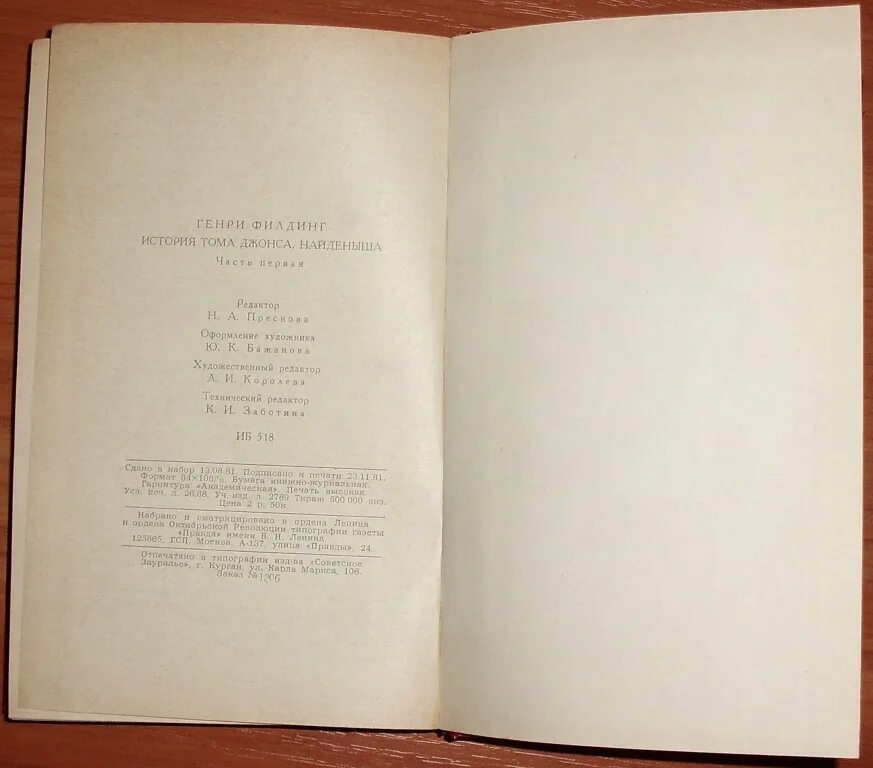 ГЕНРИ ФИЛДИНГ
ИСТОРИЯ ТОМА ДЖОНСА, НАЙДЕНЫША
Часть первая
Редактор
Н. А. Преснова
Оформление художника
Ю. К. Бажанова
Художественный редактор
А. И. Королева
Технический редактор
К. И. Заботина
ИБ 518
Сдано в набор 13.08.81. Подписано к печати 23.11.81.
Формат 84×108/32. Бумага книжно-журнальная.
Гарнитура «Академическая». Печать высокая.
Усл. печ. л. 26,88. Уч изд. л. 2789 Тираж 500 000 экз.
Цена 2 р. 50к
Набрано и сматрицировано в ордена Ленина
и ордена Октябрьской Революции типографии газеты
«Правда» имени В. И. Ленина.
125865, ГСП, Москва, А-137, улица «Правды», 24.
Отпечатано в типографии изд-ва «Советское
Зауралье», г. Курган, ул. Карла Маркса, 106.
Заказ № 1206